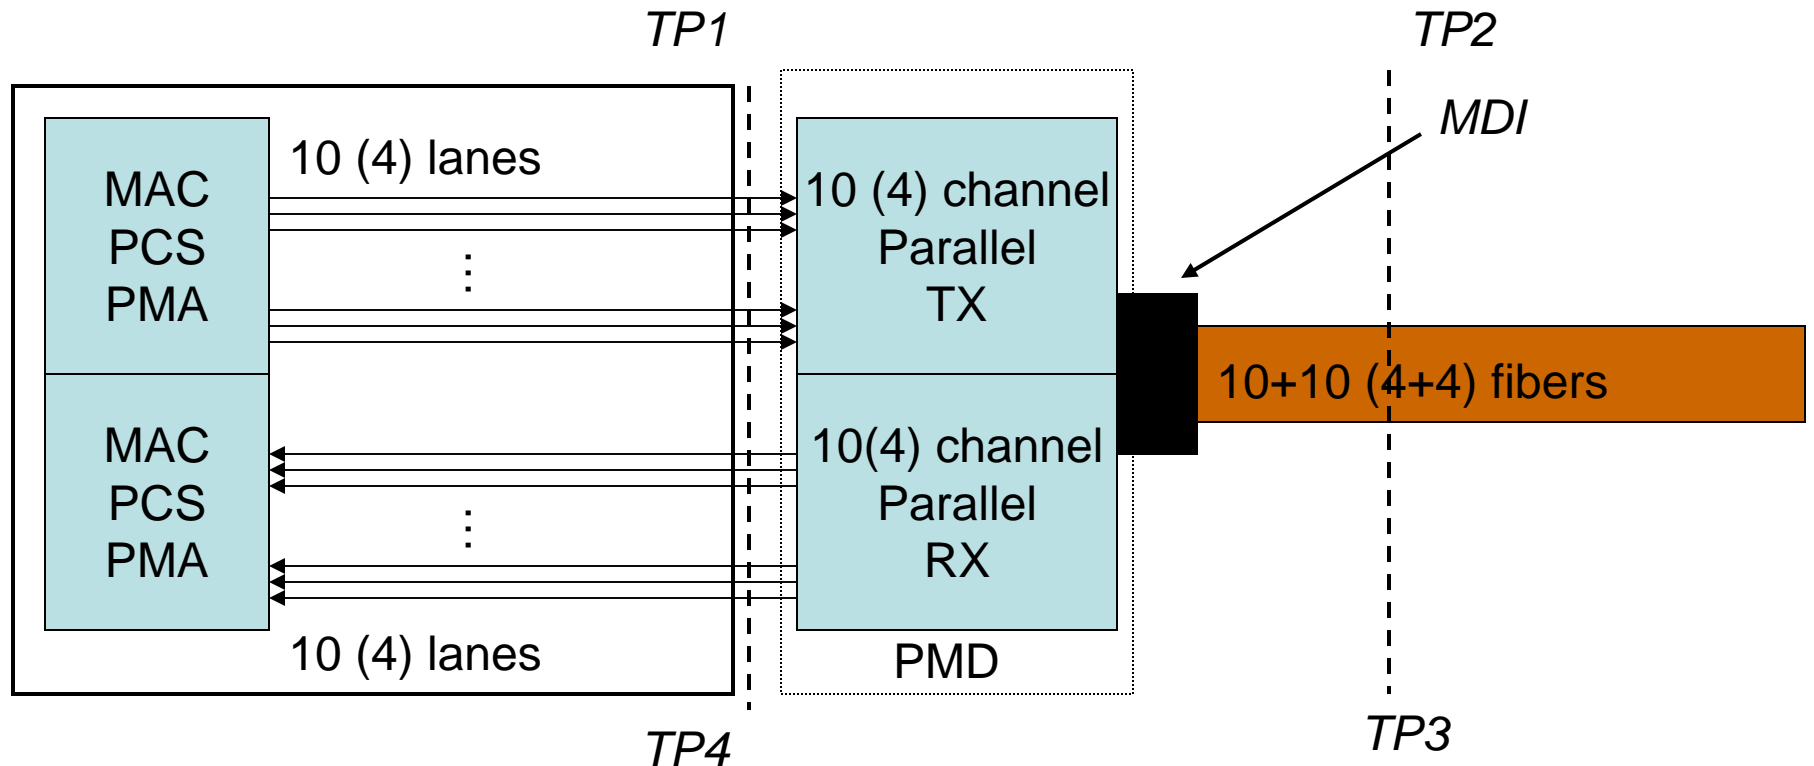 TP1
TP2
MDI
10 (4) lanes
MAC
PCS
PMA
10 (4) channel
Parallel
TX
10+10 (4+4) fibers
MAC
PCS
PMA
10(4) channel
Parallel
RX
10 (4) lanes
PMD
TP4
TP3